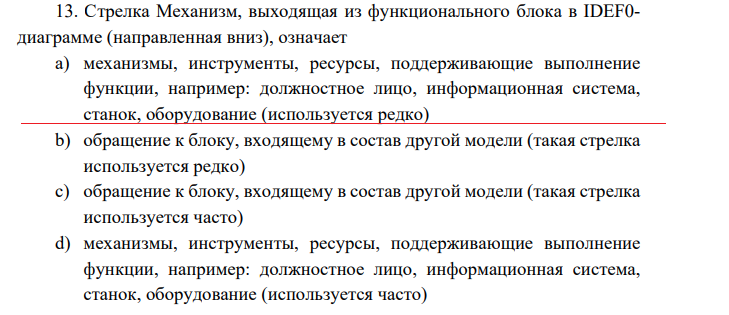 13. Стрелка Механизм, выходящая из функционального блока в IDEF0-
диаграмме (направленная вниз), означает
a) механизмы, инструменты, ресурсы, поддерживающие выполнение
функции, например: должностное лицо, информационная система,
станок, оборудование (используется редко)
b) обращение к блоку, входящему в состав другой модели (такая стрелка
используется редко)
c) обращение к блоку, входящему в состав другой модели (такая стрелка
используется часто)
d) механизмы, инструменты, ресурсы, поддерживающие выполнение
функции, например: должностное лицо, информационная система,
станок, оборудование (используется часто)